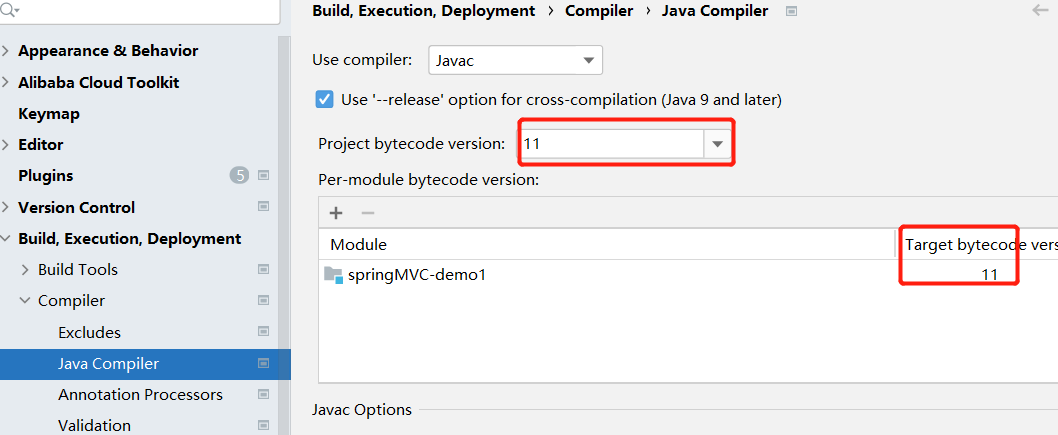 Build, Execution, Deployment › Compiler › Java Compiler
Appearance & Behavior
Alibaba Cloud Toolkit
Keymap
Editor
Plugins 5
Version Control
Build, Execution, Deployment
Build Tools
Compiler
Excludes
Java Compiler
Annotation Processors
Validation
Use compiler: Javac
Use '--release' option for cross-compilation (Java 9 and later)
Project bytecode version: 11
Per-module bytecode version:
Module Target bytecode vers
springMVC-demo1 11
Javac Options